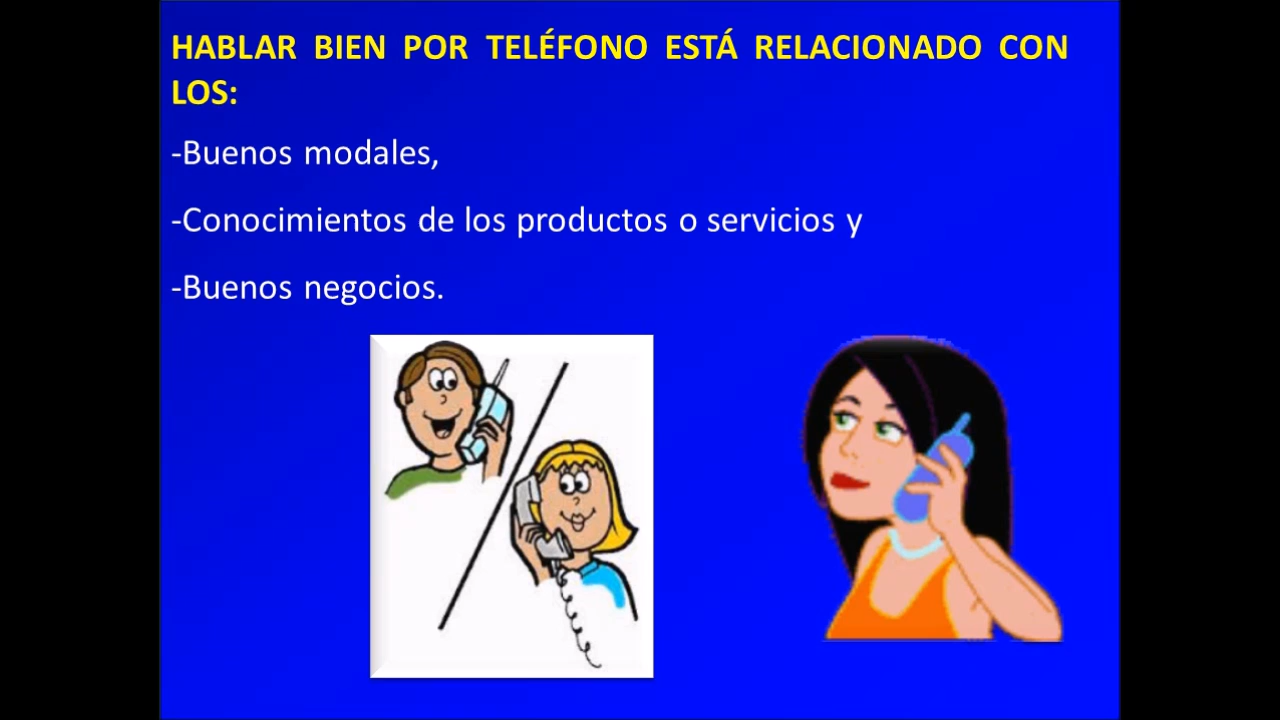 HABLAR BIEN POR TELÉFONO ESTÁ RELACIONADO CON
LOS:
-Buenos modales,
-Conocimientos de los productos o servicios y
-Buenos negocios.